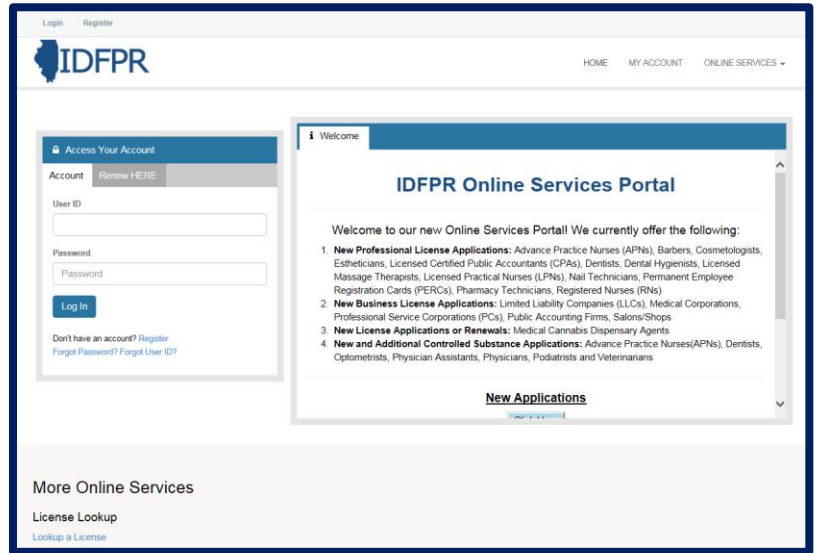 Login Register
IDFPR
HOME MY ACCOUNT ONLINE SERVICES
Access Your Account
Account Renew HERE
User ID
Password
Password
Log In
Don't have an account? Register
Forgot Password? Forgot User ID?
i Welcome
IDFPR Online Services Portal
Welcome to our new Online Services Portal! We currently offer the following:
1. New Professional License Applications: Advance Practice Nurses (APNs), Barbers, Cosmetologists,
Estheticians, Licensed Certified Public Accountants (CPAs), Dentists, Dental Hygienists, Licensed
Massage Therapists, Licensed Practical Nurses (LPNs), Nail Technicians, Permanent Employee
Registration Cards (PERCs), Pharmacy Technicians, Registered Nurses (RNs)
2. New Business License Applications: Limited Liability Companies (LLCs), Medical Corporations,
Professional Service Corporations (PCs), Public Accounting Firms, Salons/Shops
3. New License Applications or Renewals: Medical Cannabis Dispensary Agents
4. New and Additional Controlled Substance Applications: Advance Practice Nurses(APNs), Dentists,
Optometrists, Physician Assistants, Physicians, Podiatrists and Veterinarians
New Applications
More Online Services
License Lookup
Lookup a License